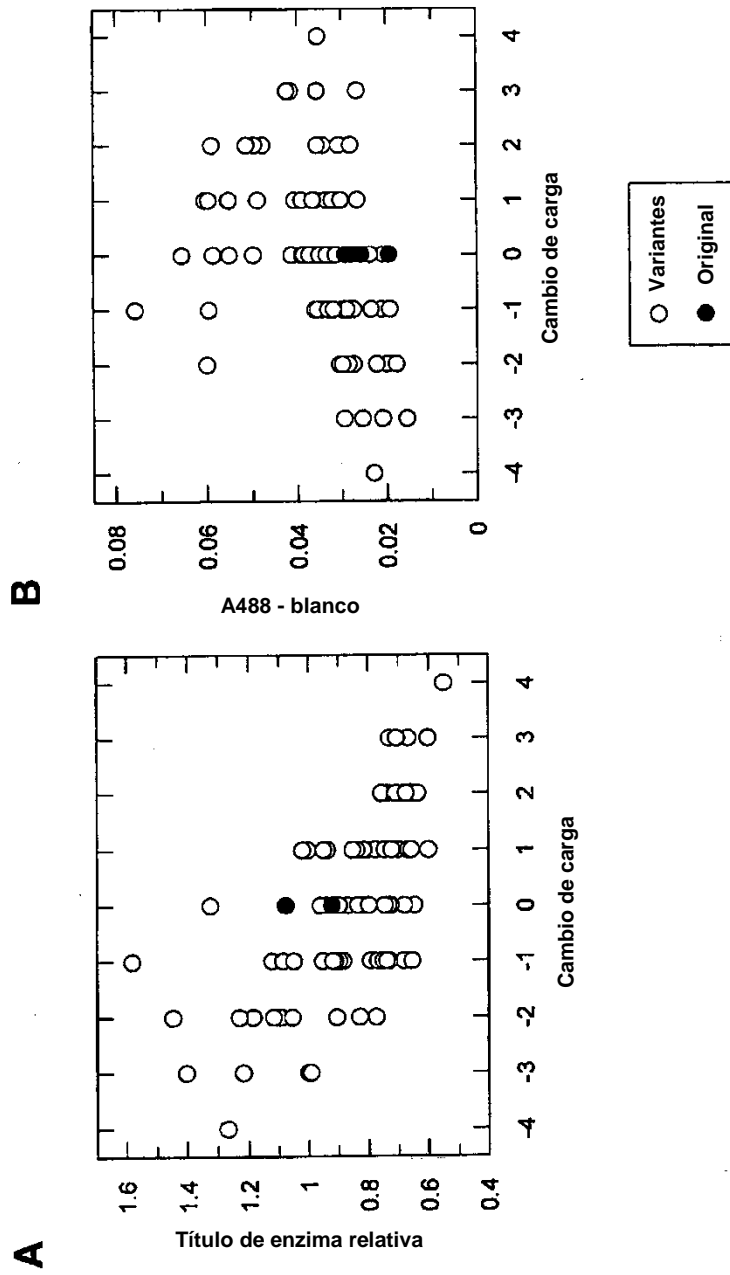 A
Título de enzima relativa
1.6
1.4
1.2
1
0.8
0.6
0.4
-4 -3 -2 -1 0 1 2 3 4
Cambio de carga
B
A488 - blanco
0.08
0.06
0.04
0.02
0
-4 -3 -2 -1 0 1 2 3 4
Cambio de carga
Variantes
Original